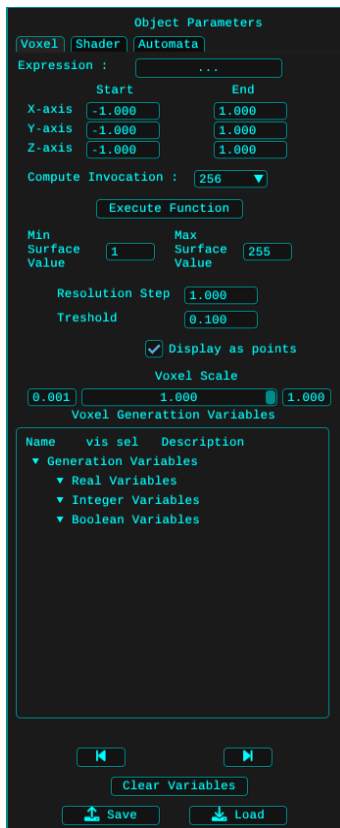 Object Parameters
Voxel Shader Automata
Expression : ...
Start End
X-axis -1.000 1.000
Y-axis -1.000 1.000
Z-axis -1.000 1.000
Compute Invocation : 256
Execute Function
Min Max
Surface 1 Surface 255
Value Value
Resolution Step 1.000
Treshold 0.100
Display as points
Voxel Scale
0.001 1.000 1.000
Voxel Generattion Variables
Name vis sel Description
Generation Variables
Real Variables
Integer Variables
Boolean Variables
Clear Variables
Save Load